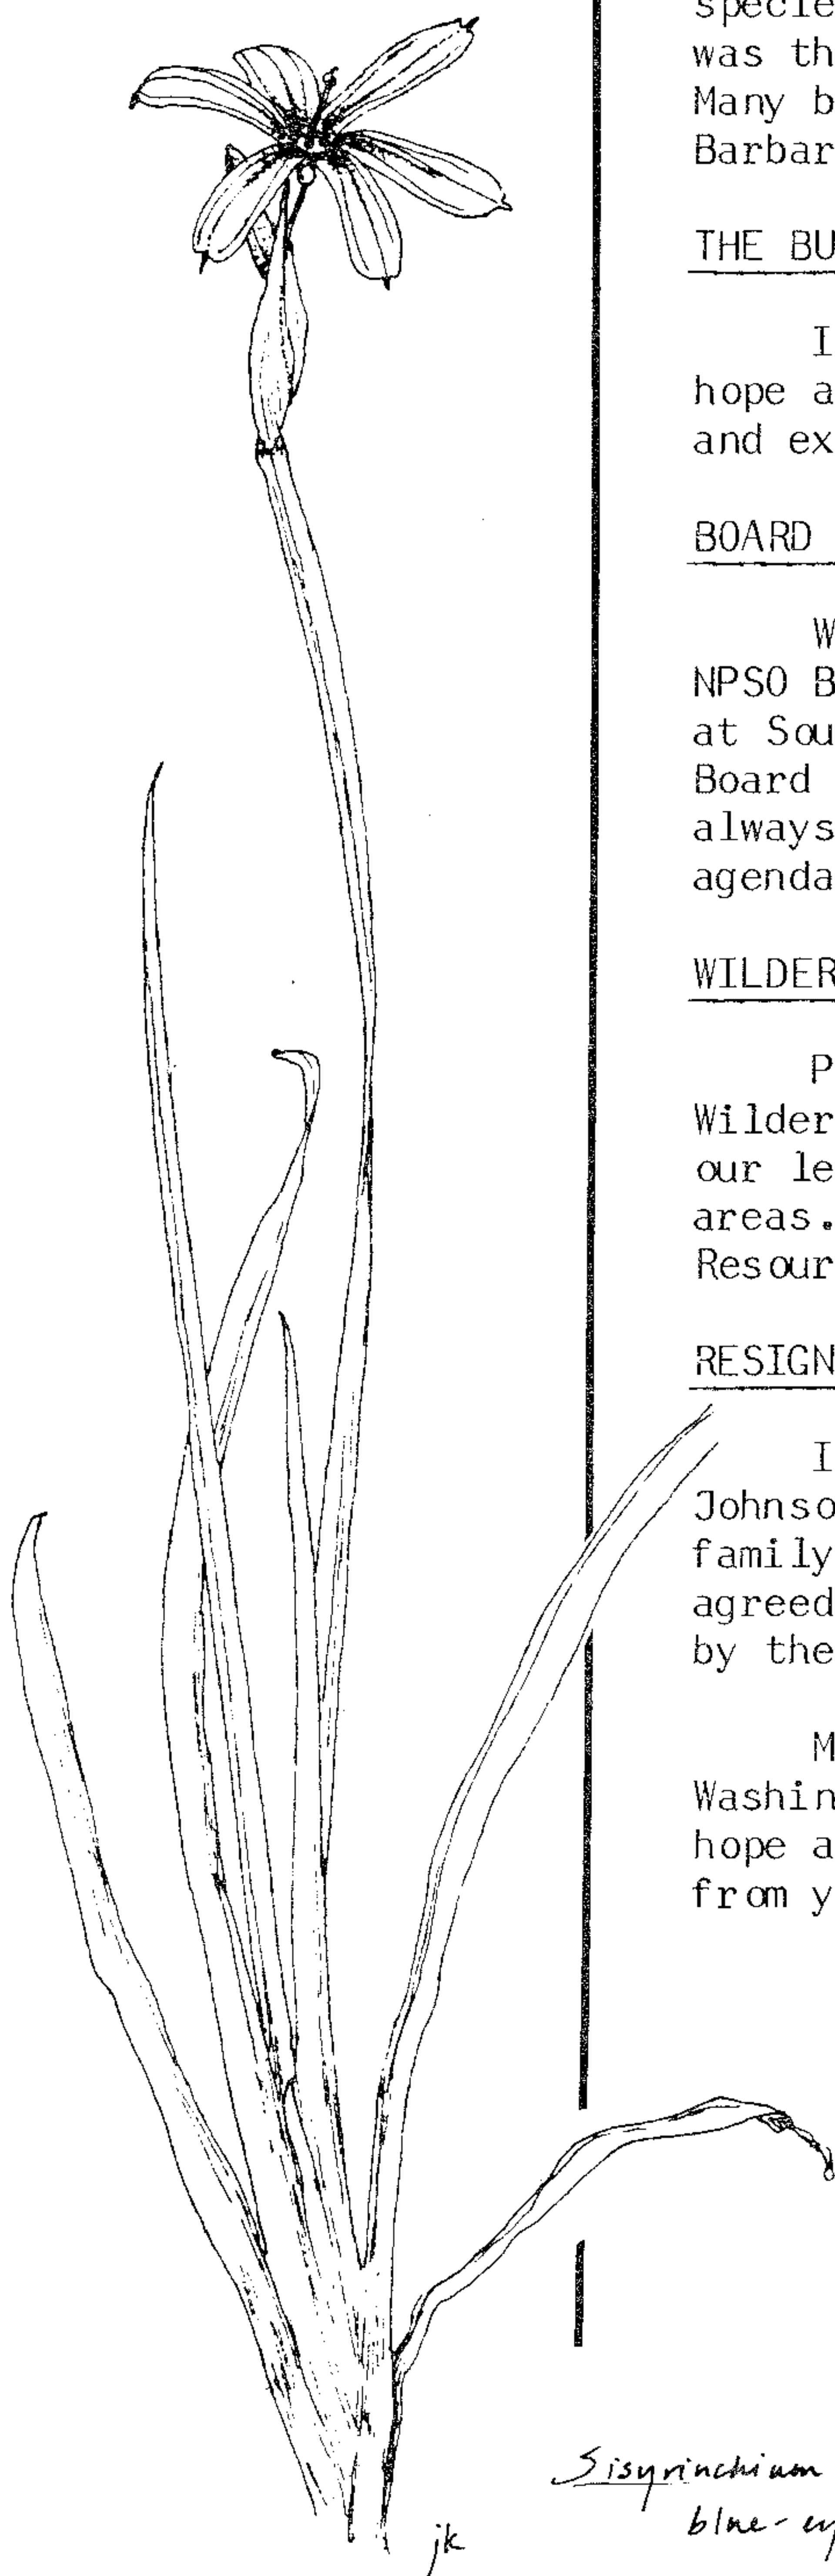 specie
was th
Many b
Barbar
THE BU
I
hope a
and ex
BOARD
W
NPSO B
at Sou
Board
always
agenda
WILDER
P
Wilder
our le
areas.
Resour
RESIGN
I
Johnso
family
agreed
by the
M
Washin
hope a
from y
Sisyrinchium
blue-ey
jk